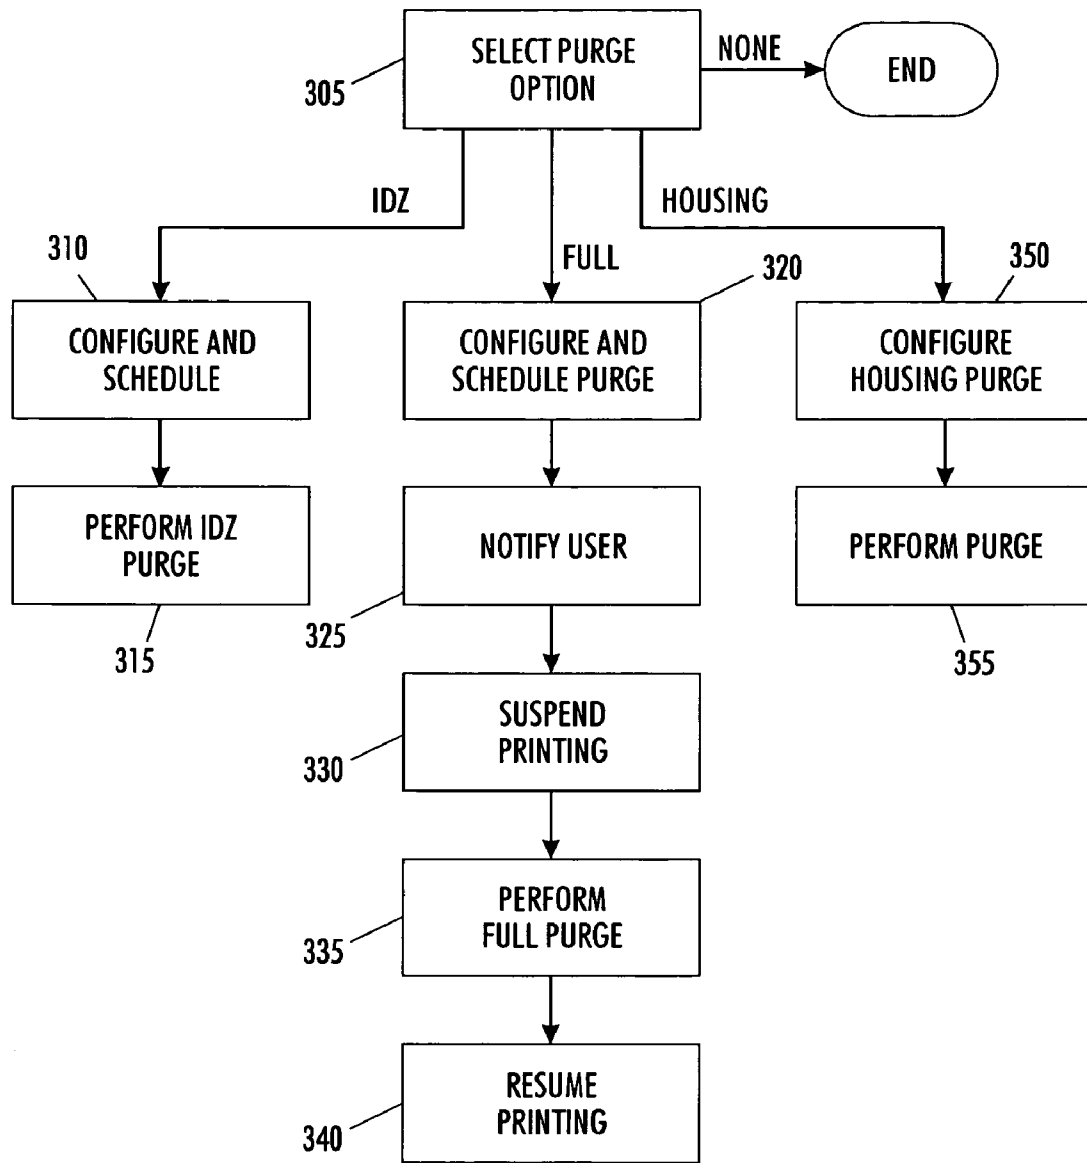 SELECT PURGE
OPTION
305
NONE
END
IDZ
FULL
HOUSING
310
CONFIGURE AND
SCHEDULE
320
CONFIGURE AND
SCHEDULE PURGE
350
CONFIGURE
HOUSING PURGE
PERFORM IDZ
PURGE
315
NOTIFY USER
325
PERFORM PURGE
355
SUSPEND
PRINTING
330
PERFORM
FULL PURGE
335
RESUME
PRINTING
340